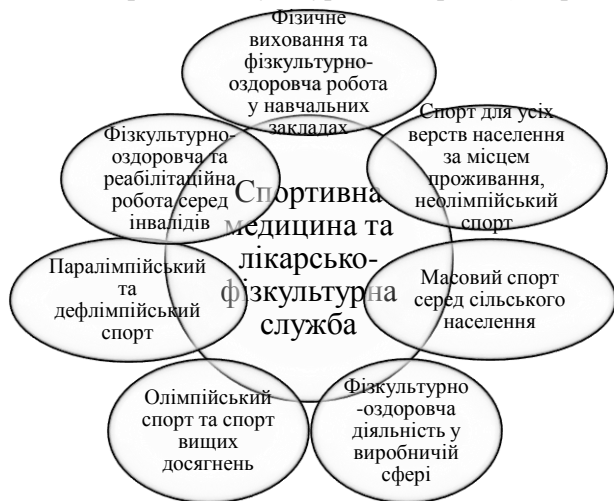 Фізичне
виховання та
фізкультурно-
оздоровча робота
у навчальних
закладах
Спорт для усіх
верств населення
за місцем
проживання,
неолімпійський
спорт
Масовий спорт
серед сільського
населення
Фізкультурно
-оздоровча
діяльність у
виробничій
сфері
Олімпійський
спорт та спорт
вищих
досягнень
Паралімпійський
та
дефлімпійський
спорт
Фізкультурно-
оздоровча та
реабілітаційна
робота серед
інвалідів
Спортивна
медицина та
лікарсько-
фізкультурна
служба